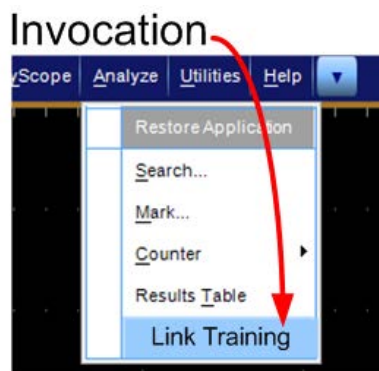 Invocation
yScope Analyze Utilities Help
Restore Application
Search...
Mark...
Counter
Results Table
Link Training